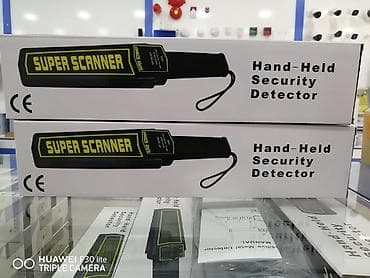 SUPER SCANNER
Hand-Held
Security
Detector
CE
SUPER SCANNER
Hand-Held
Security
Detector
CE
MANUAL
HUAWEI P30 lite
TRIPLE CAMERA